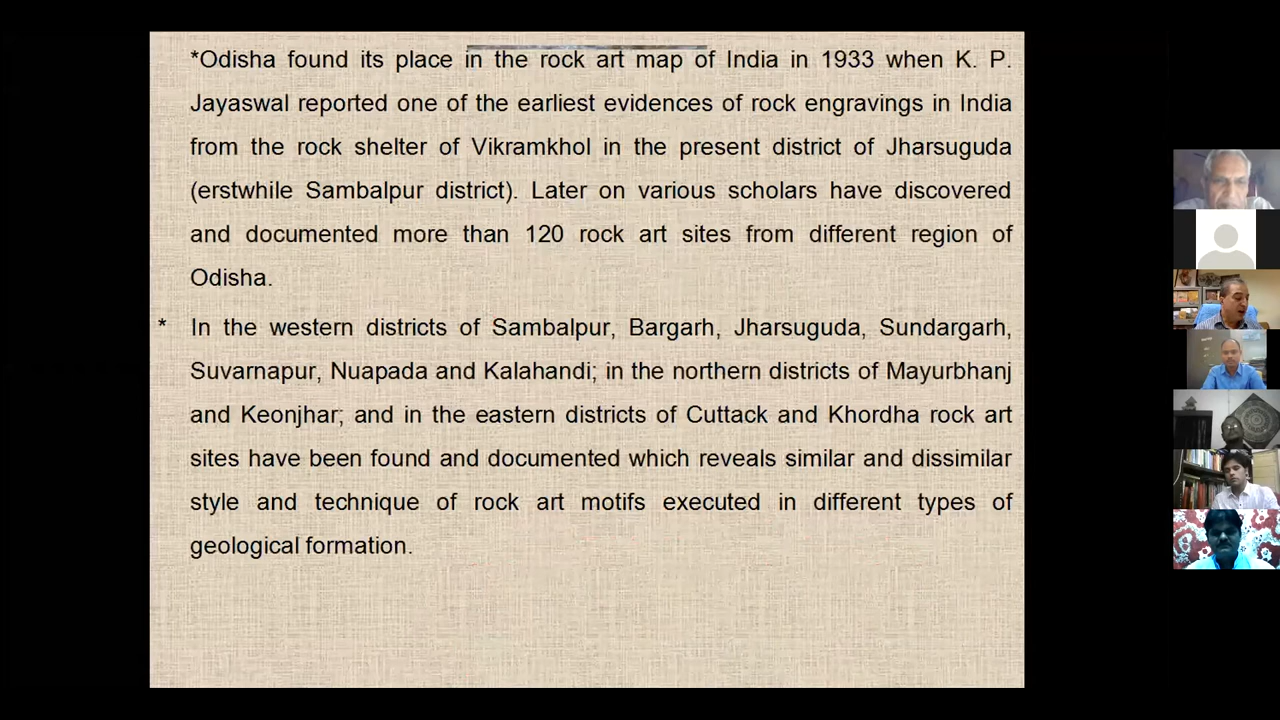 *Odisha found its place in the rock art map of India in 1933 when K. P.
Jayaswal reported one of the earliest evidences of rock engravings in India
from the rock shelter of Vikramkhol in the present district of Jharsuguda
(erstwhile Sambalpur district). Later on various scholars have discovered
and documented more than 120 rock art sites from different region of
Odisha.
* In the western districts of Sambalpur, Bargarh, Jharsuguda, Sundargarh,
Suvarnapur, Nuapada and Kalahandi; in the northern districts of Mayurbhanj
and Keonjhar; and in the eastern districts of Cuttack and Khordha rock art
sites have been found and documented which reveals similar and dissimilar
style and technique of rock art motifs executed in different types of
geological formation.